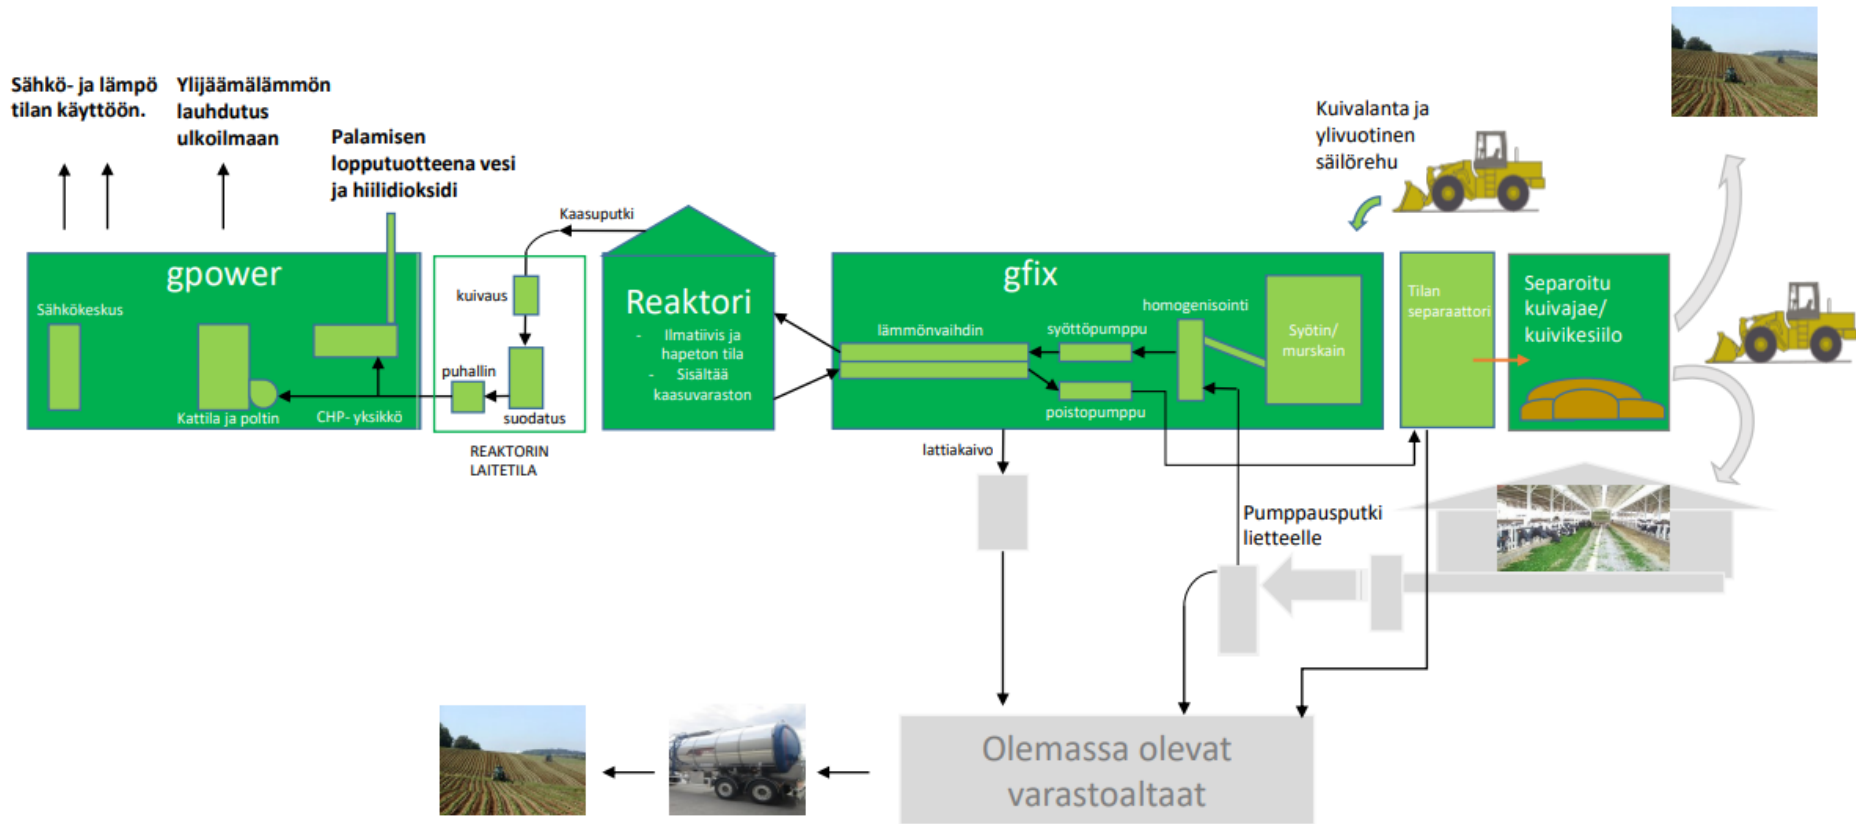 Sähkö- ja lämpö
tilan käyttöön.
Ylijäämälämmön
lauhdutus
ulkoilmaan
Palamisen
lopputuotteena vesi
ja hiilidioksidi
gpower
Sähkökeskus
Kattila ja poltin
CHP- yksikkö
Kaasuputki
kuivaus
puhallin
suodatus
REAKTORIN
LAITETILA
Reaktori
- Ilmatiivis ja
hapeton tila
- Sisältää
kaasuvaraston
gfix
lämmönvaihdin
syöttöpumppu
homogenisointi
poistopumppu
Syötin/
murskain
Kuivalanta ja
ylivuotinen
säilörehu
Tilan
separaattori
Separoitu
kuivajae/
kuivikesiilo
lattiakaivo
Pumppausputki
lietteelle
Olemassa olevat
varastoaltaat